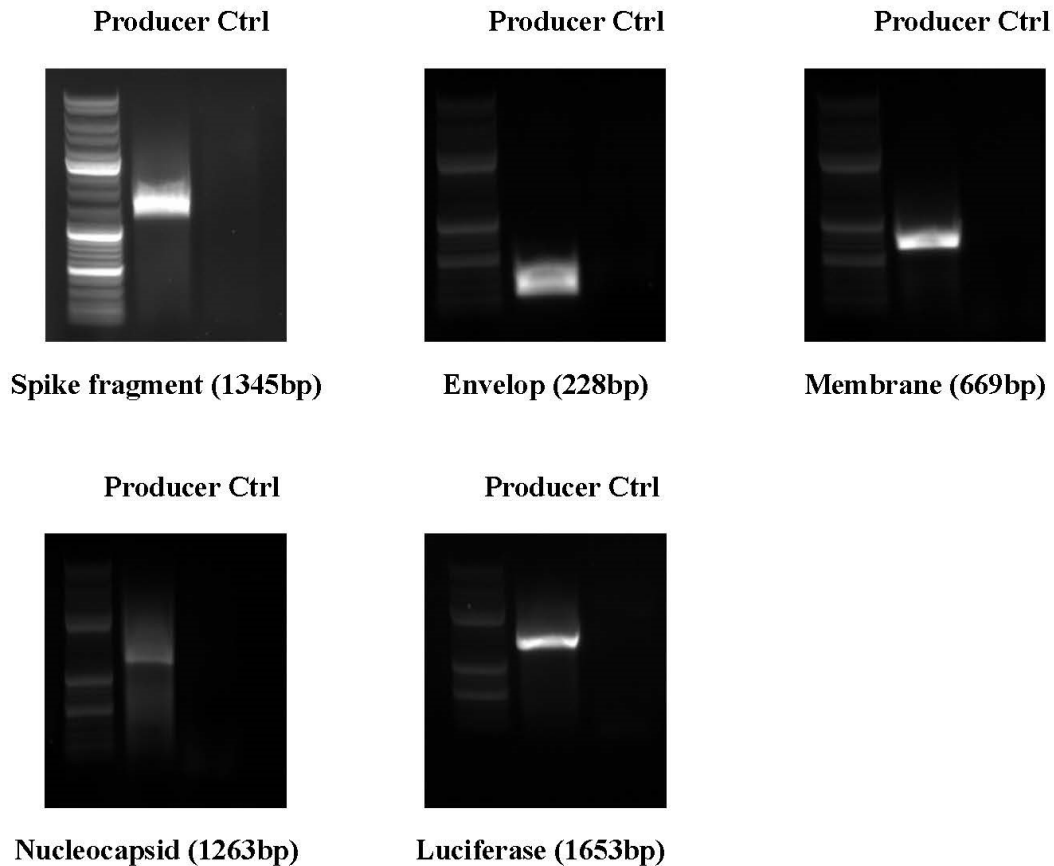 Producer Ctrl
Producer Ctrl
Producer Ctrl
Spike fragment (1345bp)
Envelop (228bp)
Membrane (669bp)
Producer Ctrl
Producer Ctrl
Nucleocapsid (1263bp)
Luciferase (1653bp)